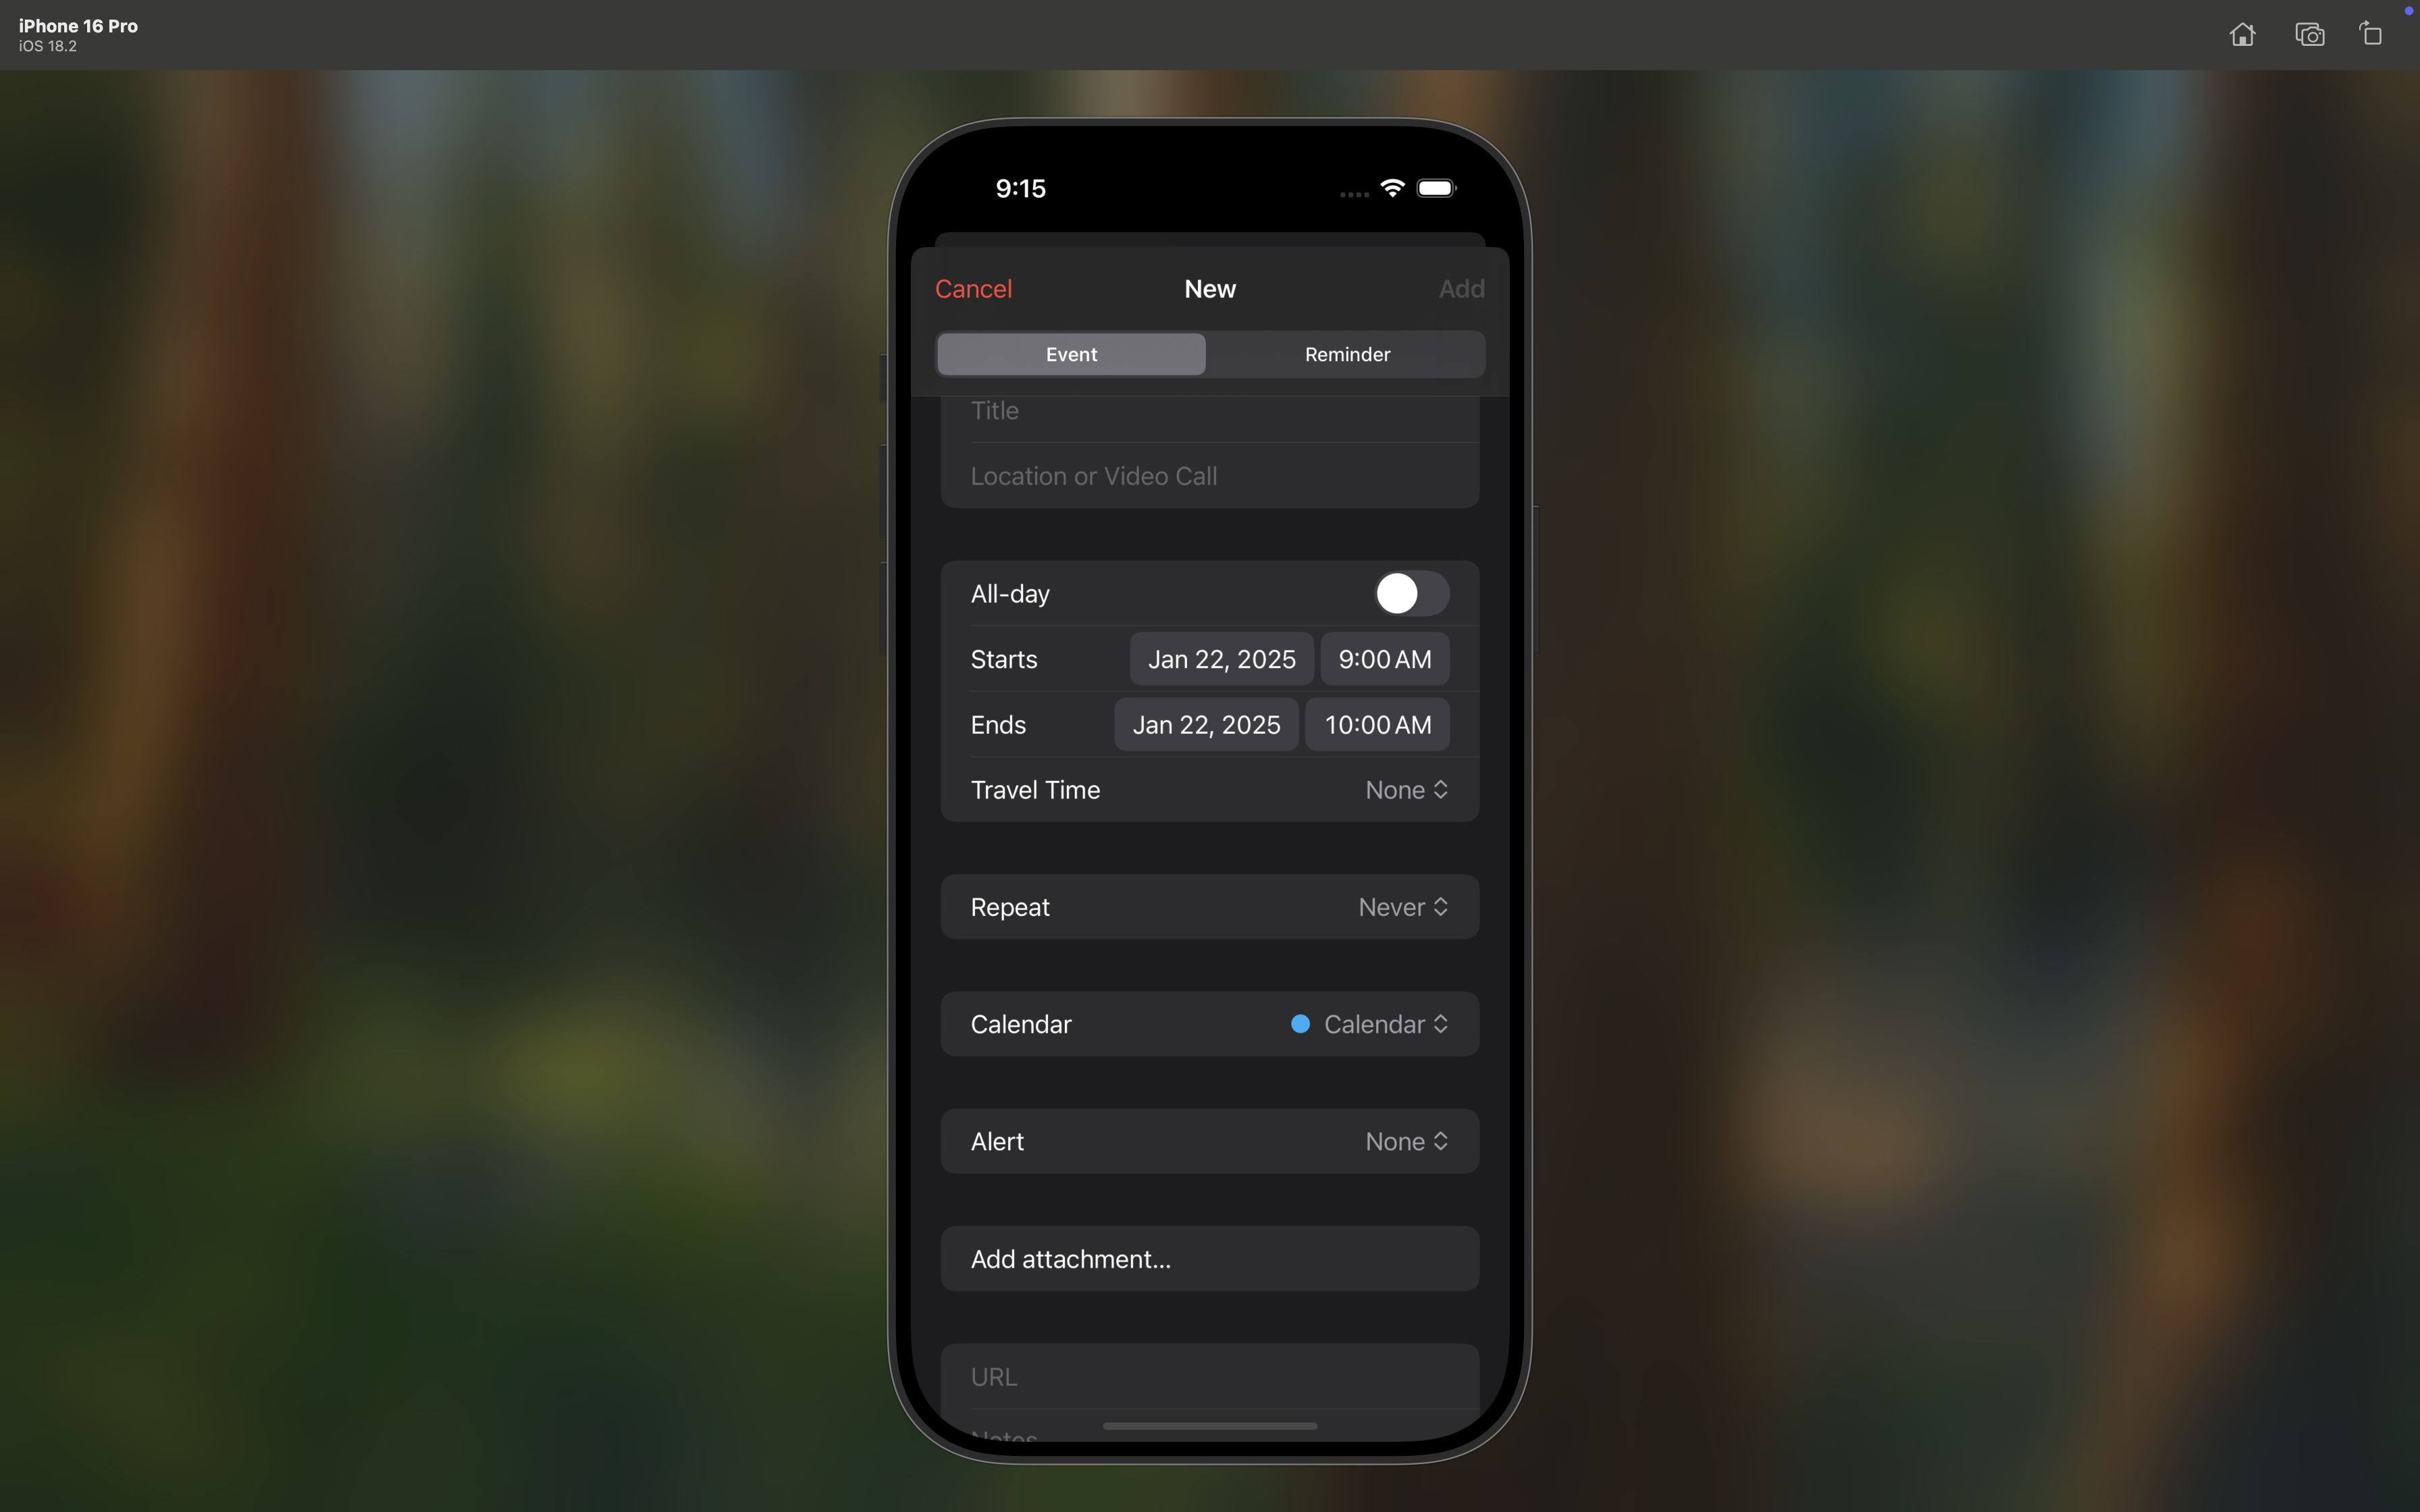 iPhone 16 Pro
iOS 18.2
9:15
Cancel New Add
Event Reminder
Title
Location or Video Call
All-day
Starts Jan 22, 2025 9:00 AM
Ends Jan 22, 2025 10:00 AM
Travel Time None
Repeat Never
Calendar Calendar
Alert None
Add attachment...
URL
Notes